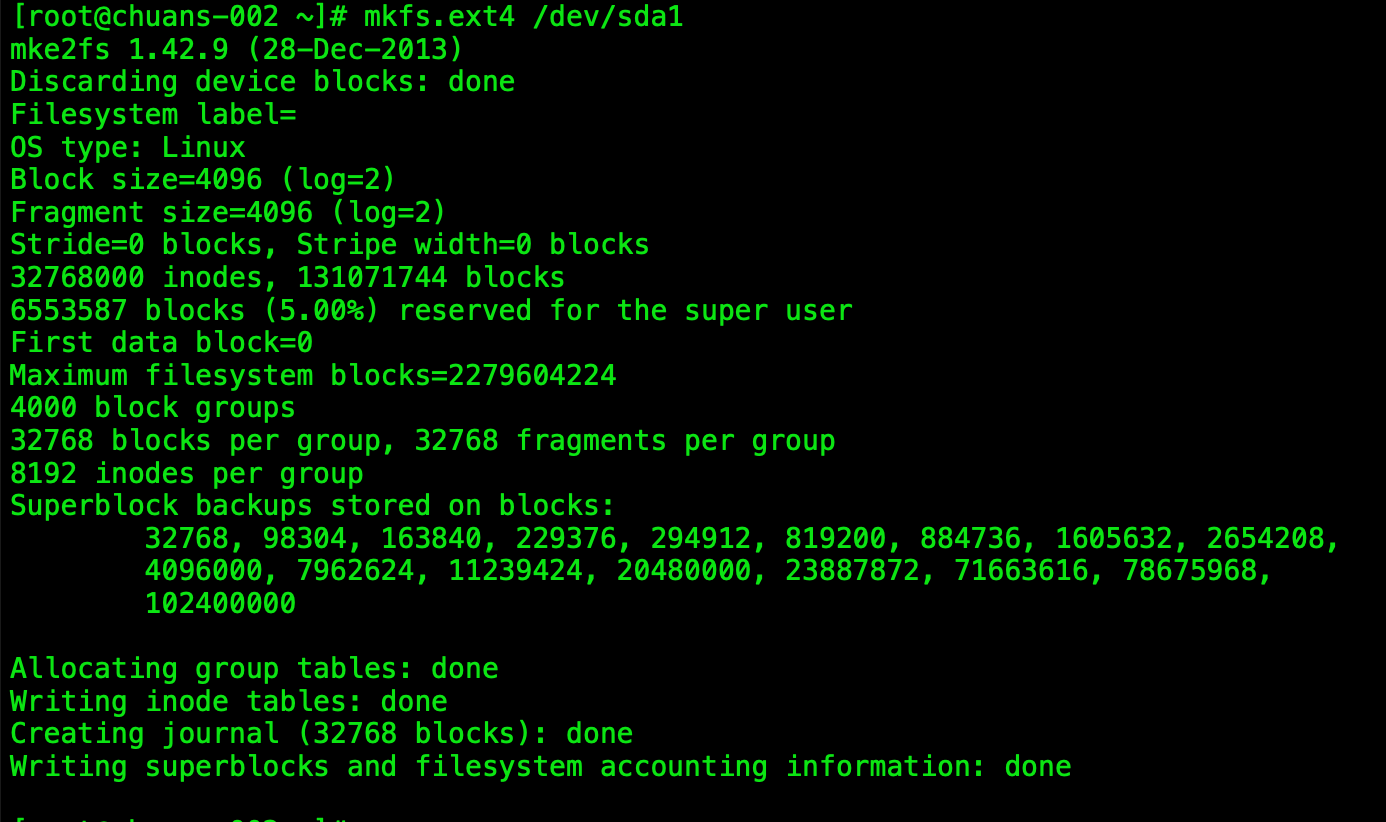 [root@chuans-002 ~]# mkfs.ext4 /dev/sda1
mke2fs 1.42.9 (28-Dec-2013)
Discarding device blocks: done
Filesystem label=
OS type: Linux
Block size=4096 (log=2)
Fragment size=4096 (log=2)
Stride=0 blocks, Stripe width=0 blocks
32768000 inodes, 131071744 blocks
6553587 blocks (5.00%) reserved for the super user
First data block=0
Maximum filesystem blocks=2279604224
4000 block groups
32768 blocks per group, 32768 fragments per group
8192 inodes per group
Superblock backups stored on blocks:
32768, 98304, 163840, 229376, 294912, 819200, 884736, 1605632, 2654208,
4096000, 7962624, 11239424, 20480000, 23887872, 71663616, 78675968,
102400000
Allocating group tables: done
Writing inode tables: done
Creating journal (32768 blocks): done
Writing superblocks and filesystem accounting information: done